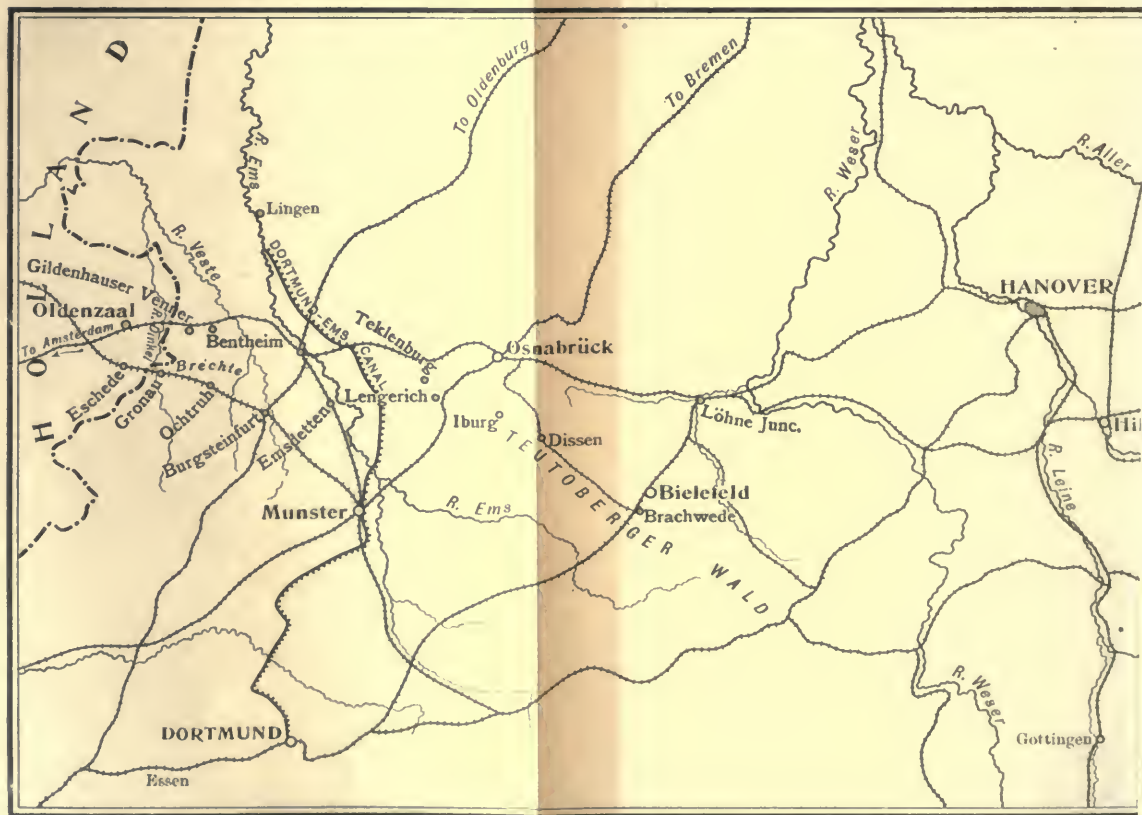 HOLLAND
To Oldenburg
To Bremen
R. Ems
R. Weser
R. Aller
Lingen
R. Veste
DORTMUND-EMS CANAL
Gildenhauser Venner
Oldenzaal
To Amsterdam
R. Dinkel
Bentheim
Teklenburg
Osnabrück
HANOVER
Eschede
Gronau
Brechte
Ochtruh
Burgsteinfurt
Emsdetten
Lengerich
Iburg
Dissen
Löhne Junc.
Hil
TEUTOBERGER WALD
R. Leine
Munster
R. Ems
Bielefeld
Brachwede
R. Weser
DORTMUND
Gottingen
Essen